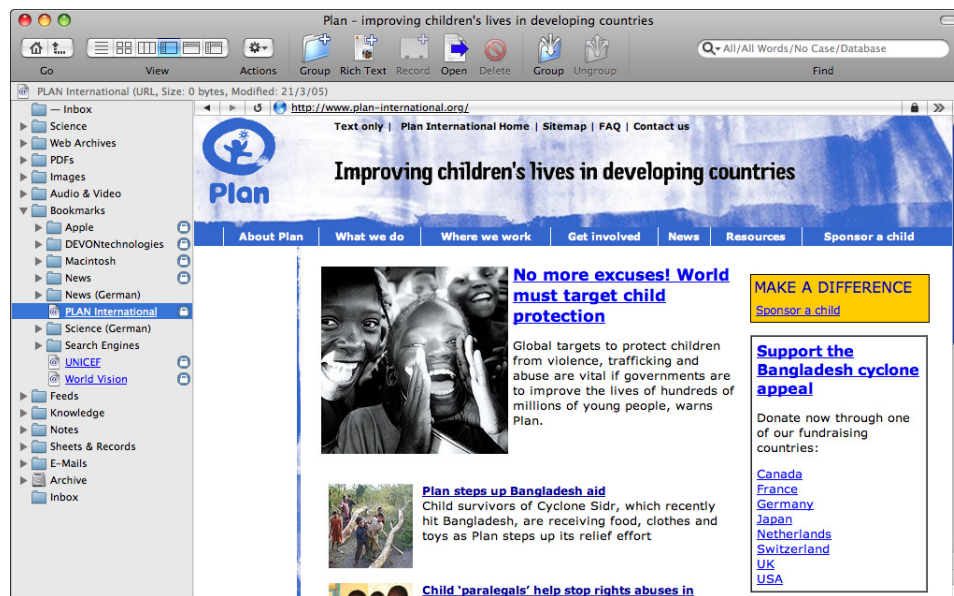 Plan – improving children's lives in developing countries
All/All Words/No Case/Database
Go View Actions Group Rich Text Record Open Delete Group Ungroup Find
PLAN International (URL, Size: 0 bytes, Modified: 21/3/05)
— Inbox
Science
Web Archives
PDFs
Images
Audio & Video
Bookmarks
Apple
DEVONtechnologies
Macintosh
News
News (German)
PLAN International
Science (German)
Search Engines
UNICEF
World Vision
Feeds
Knowledge
Notes
Sheets & Records
E-Mails
Archive
Inbox
http://www.plan-international.org/
Text only | Plan International Home | Sitemap | FAQ | Contact us
Plan
Improving children's lives in developing countries
About Plan What we do Where we work Get involved News Resources Sponsor a child
No more excuses! World
must target child
protection
Global targets to protect children
from violence, trafficking and
abuse are vital if governments are
to improve the lives of hundreds of
millions of young people, warns
Plan.
Plan steps up Bangladesh aid
Child survivors of Cyclone Sidr, which recently
hit Bangladesh, are receiving food, clothes and
toys as Plan steps up its relief effort
Child 'paralegals' help stop rights abuses in
MAKE A DIFFERENCE
Sponsor a child
Support the
Bangladesh cyclone
appeal
Donate now through one
of our fundraising
countries:
Canada
France
Germany
Japan
Netherlands
Switzerland
UK
USA